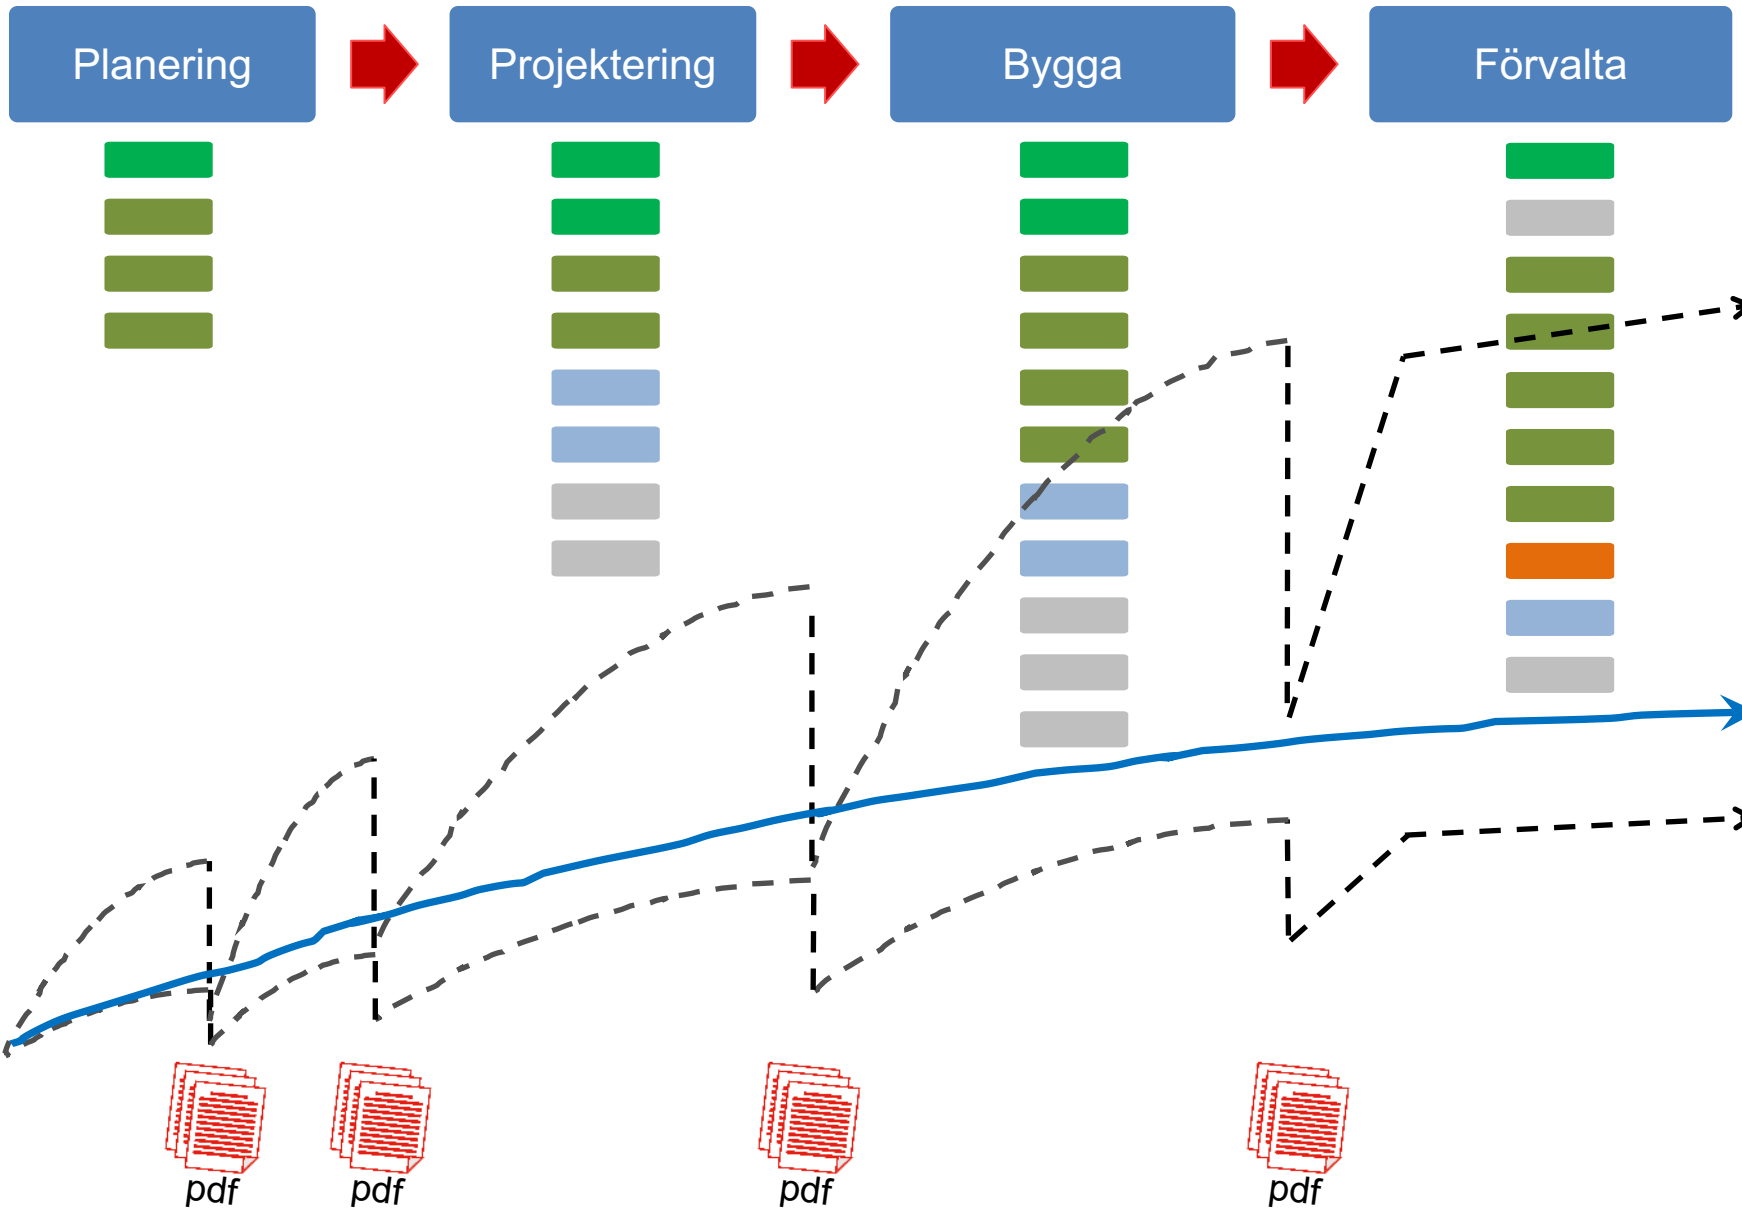 Planering
Projektering
Bygga
Förvalta
pdf
pdf
pdf
pdf